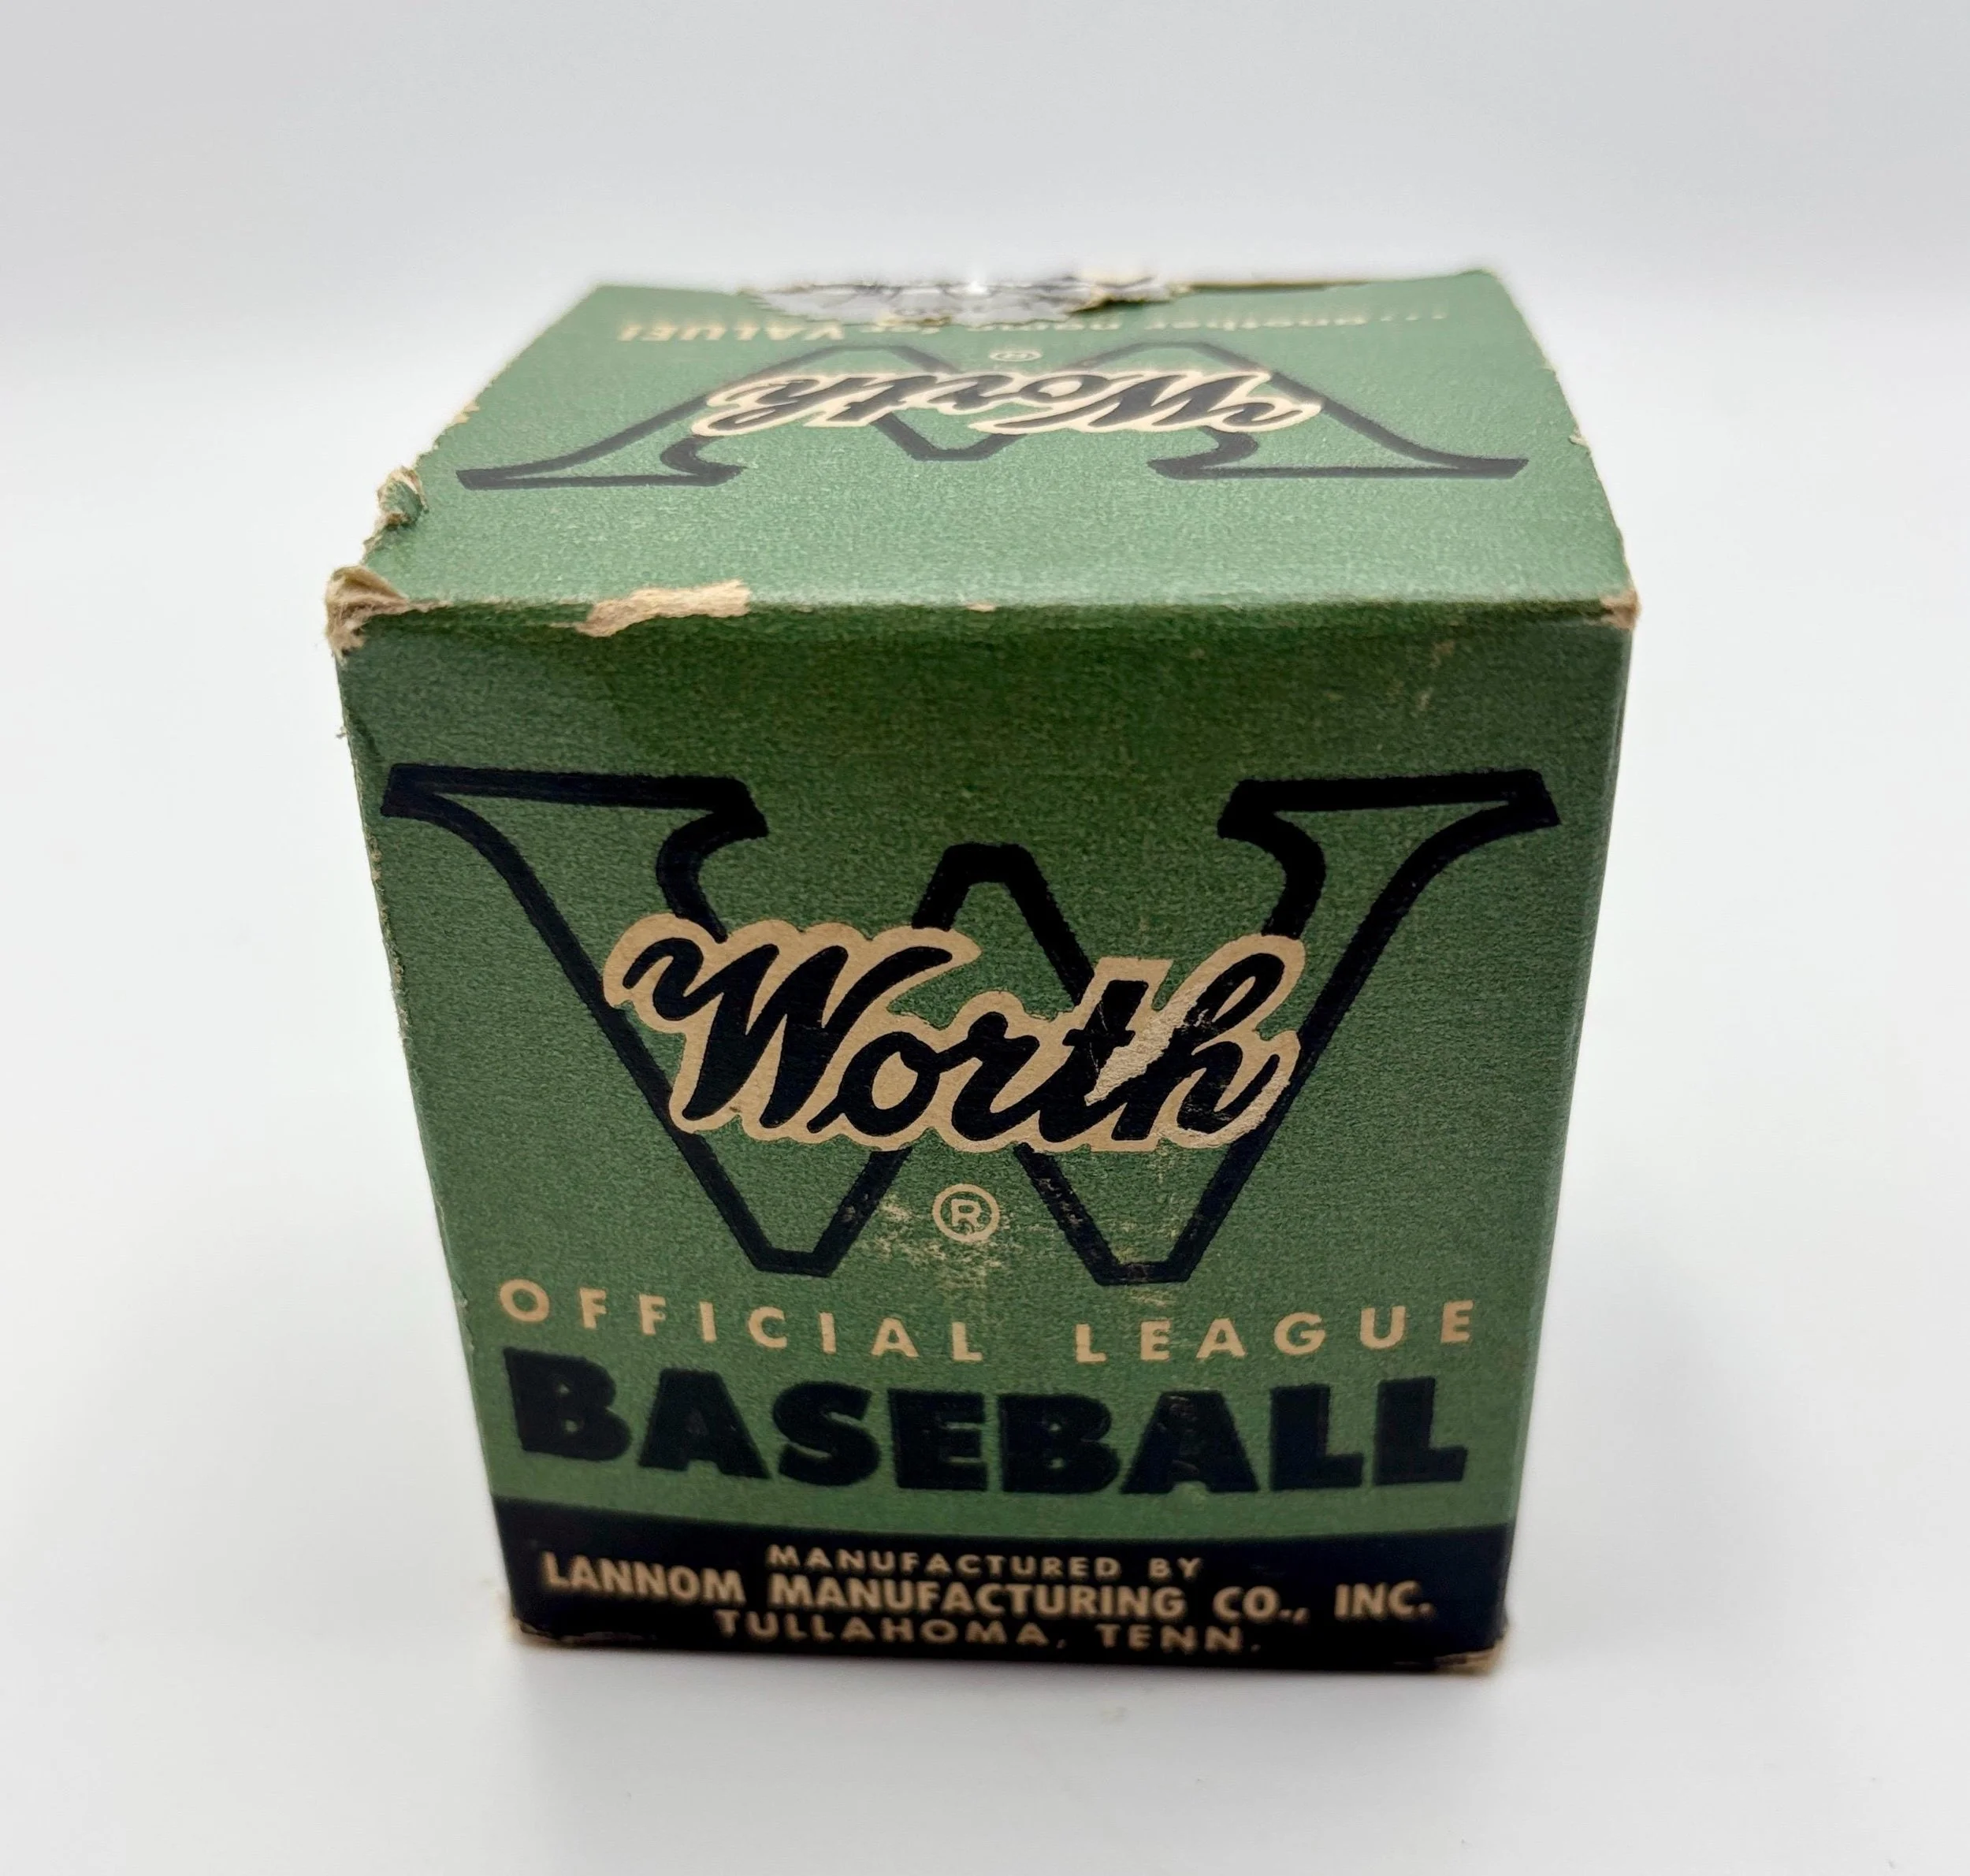 ... another name for VALUE!
®
Worth
W
Worth
®
OFFICIAL LEAGUE
BASEBALL
MANUFACTURED BY
LANNOM MANUFACTURING CO., INC.
TULLAHOMA, TENN.